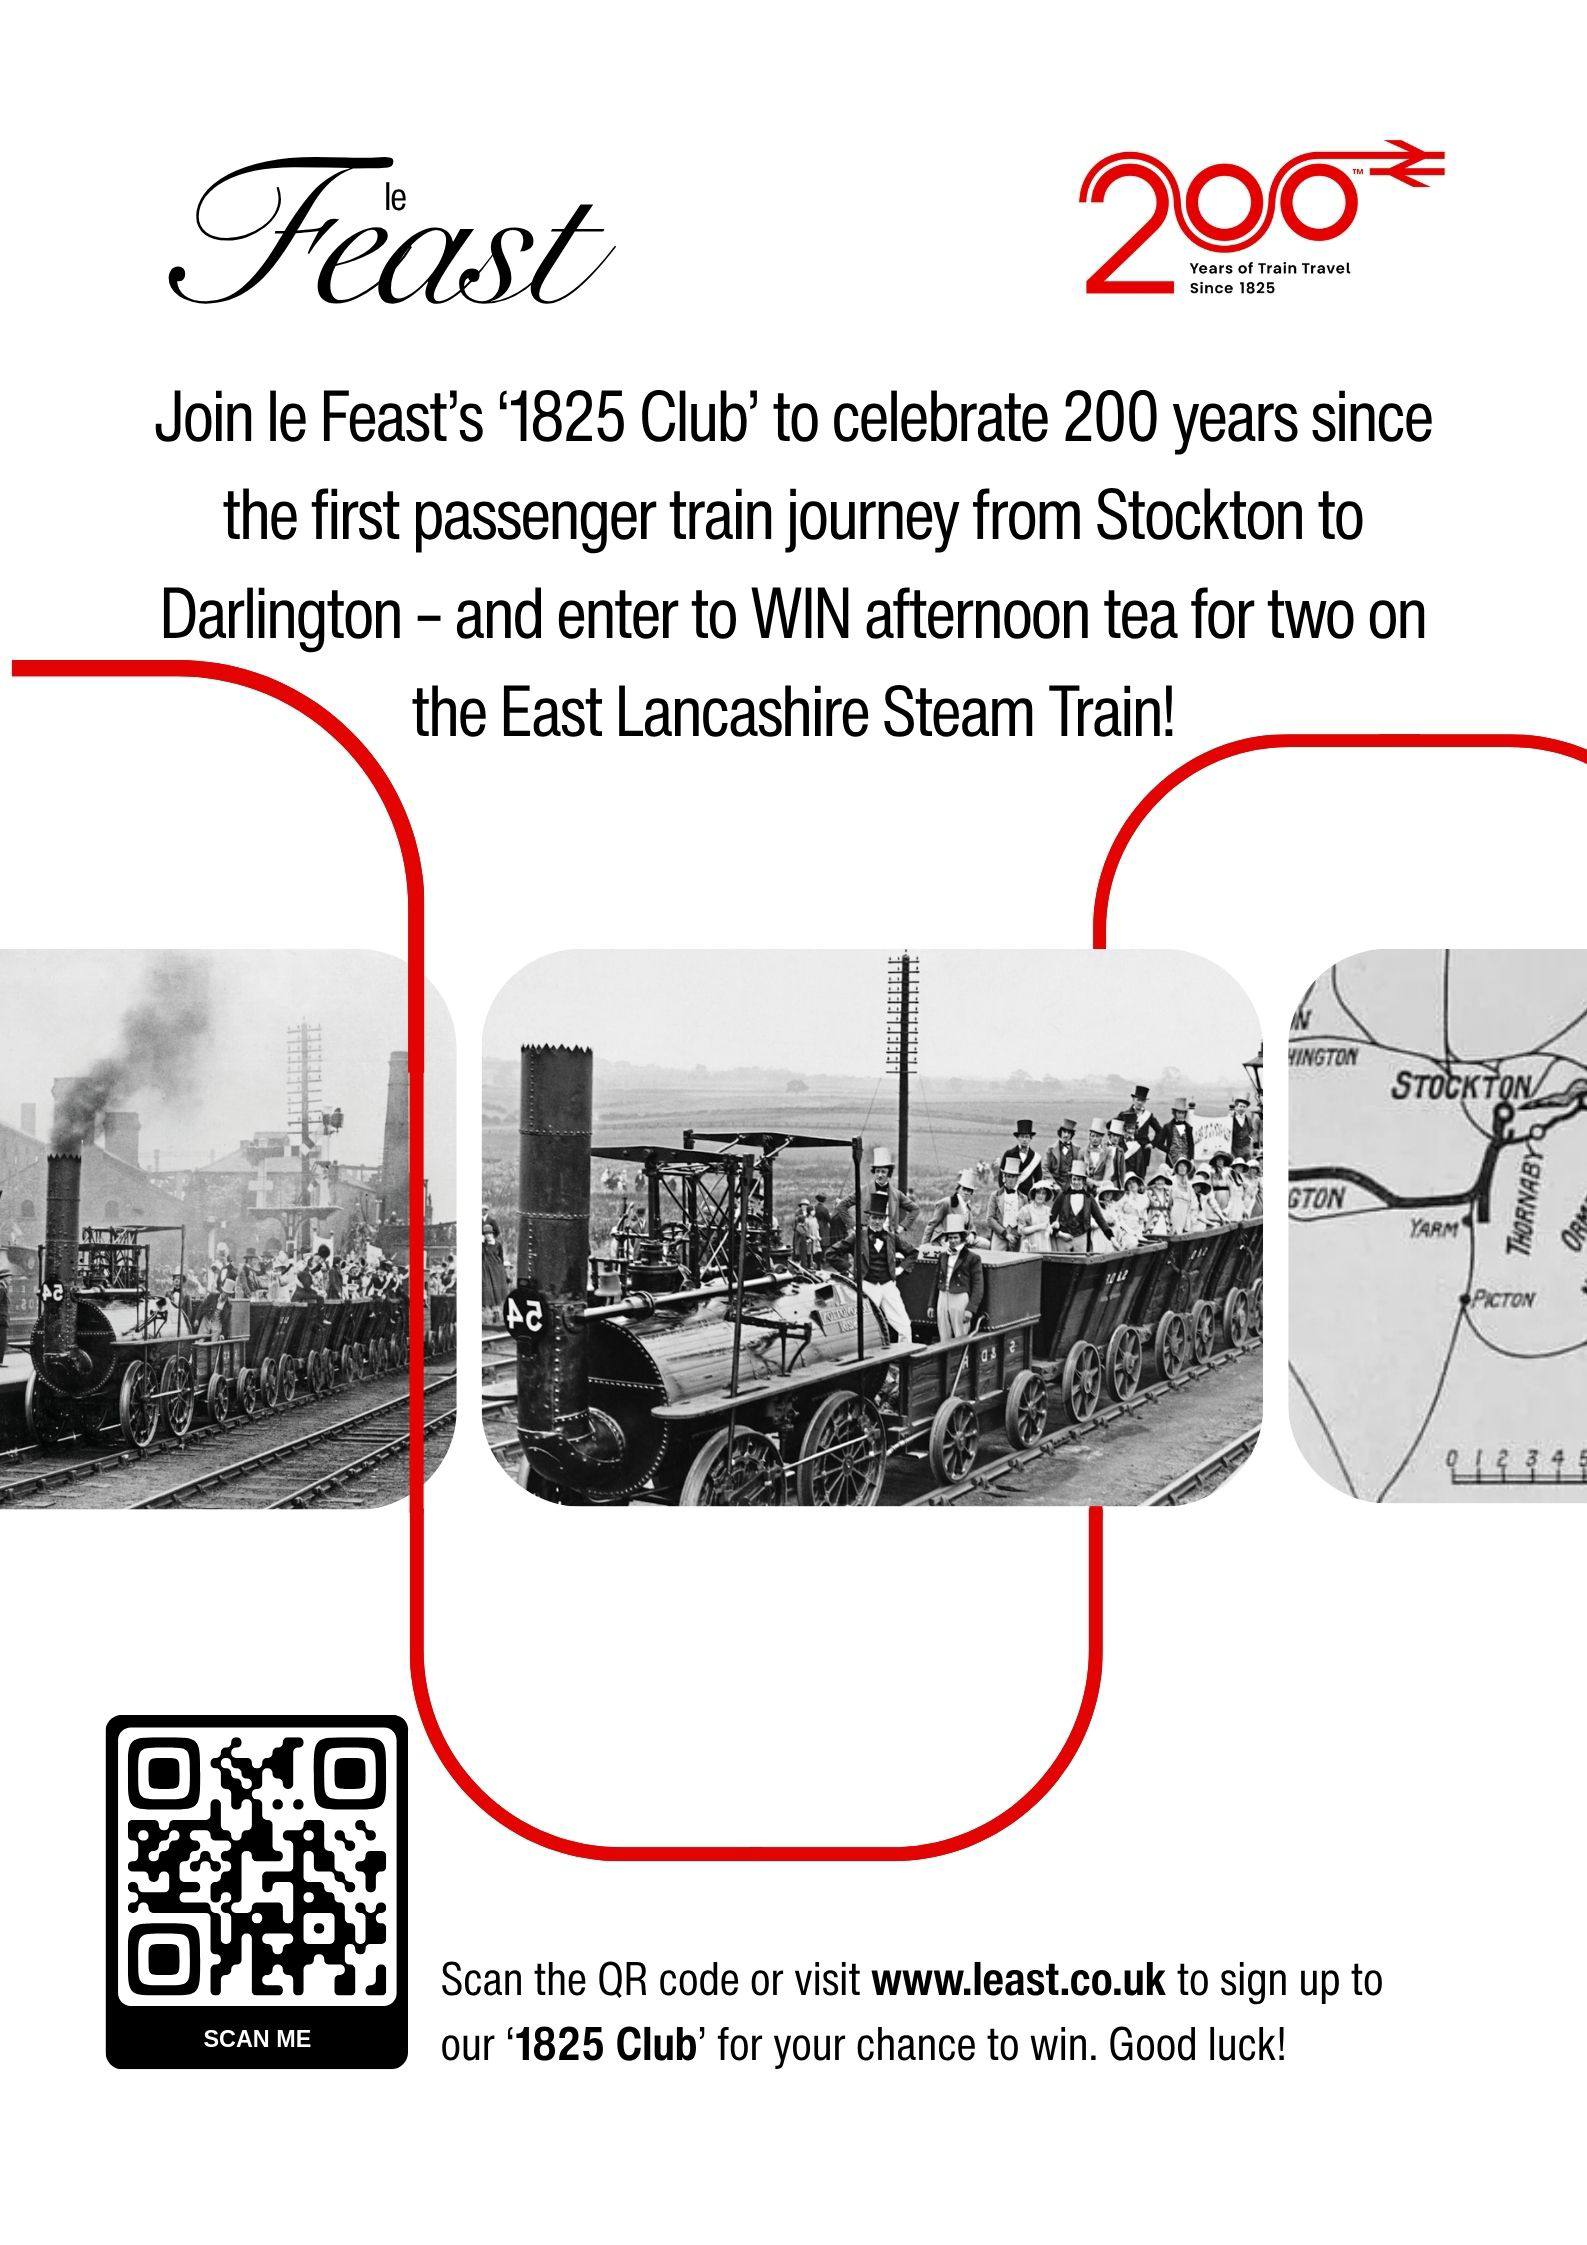 le
Feast
200™
Years of Train Travel
Since 1825
Join le Feast’s ‘1825 Club’ to celebrate 200 years since
the first passenger train journey from Stockton to
Darlington – and enter to WIN afternoon tea for two on
the East Lancashire Steam Train!
54
54
S & D R
HINGTON
STOCKTON
GTON
YARM
THORNABY
PICTON
0 1 2 3 4 5
SCAN ME
Scan the QR code or visit www.least.co.uk to sign up to
our ‘1825 Club’ for your chance to win. Good luck!